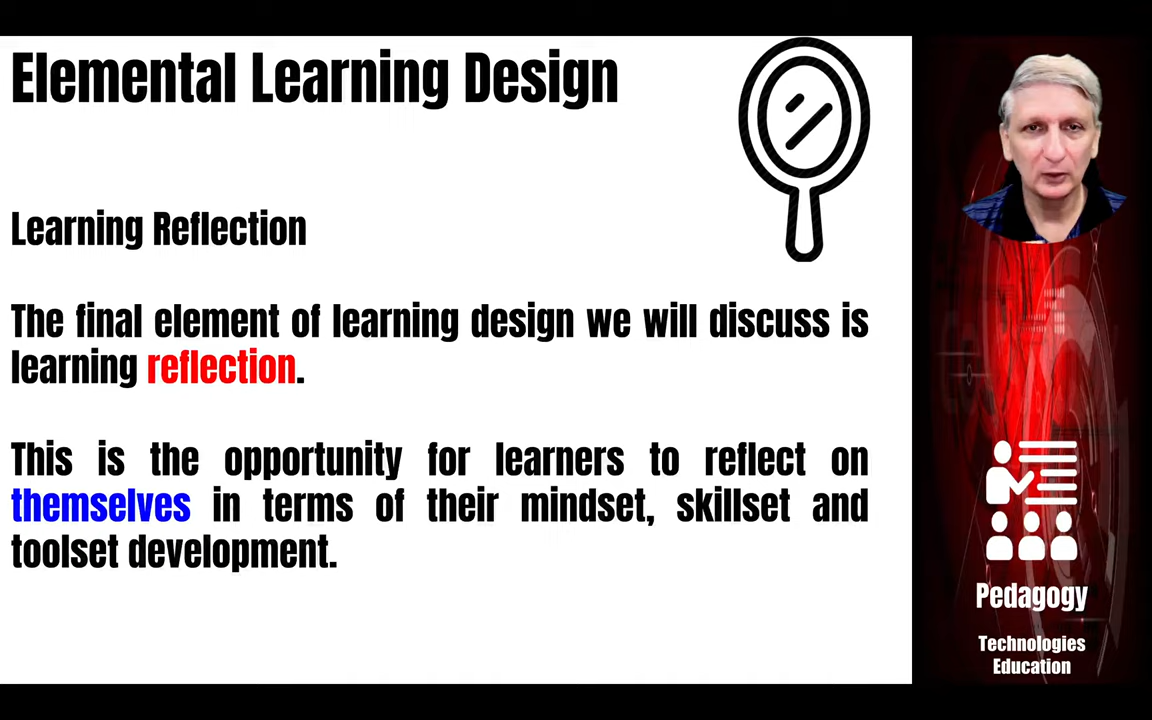 Elemental Learning Design
Learning Reflection
The final element of learning design we will discuss is
learning reflection.
This is the opportunity for learners to reflect on
themselves in terms of their mindset, skillset and
toolset development.
Pedagogy
Technologies
Education